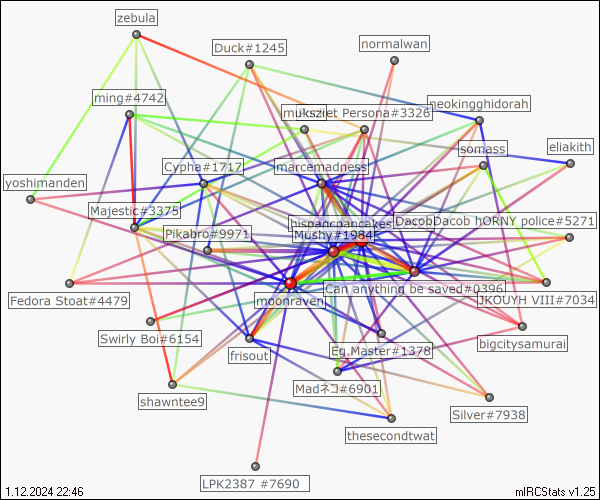 zebula
Duck#1245
normalwan
ming#4742
muksziet Persona#3326
neokingghidorah
somass
eliakith
Cypha#1717
marcemadness
yoshimanden
Majestic#3375
hispancpancakes
DacobDacob hORNY police#5271
Pikabro#9971
Mushy#1984
Can anything be saved#0396
Fedora Stoat#4479
moonraven
JKOUYH VIII#7034
Swirly Boi#6154
frisout
Eg.Master#1378
bigcitysamurai
Madネコ#6901
shawntee9
Silver#7938
thesecondtwat
LPK2387 #7690
1.12.2024 22:46
mIRCStats v1.25